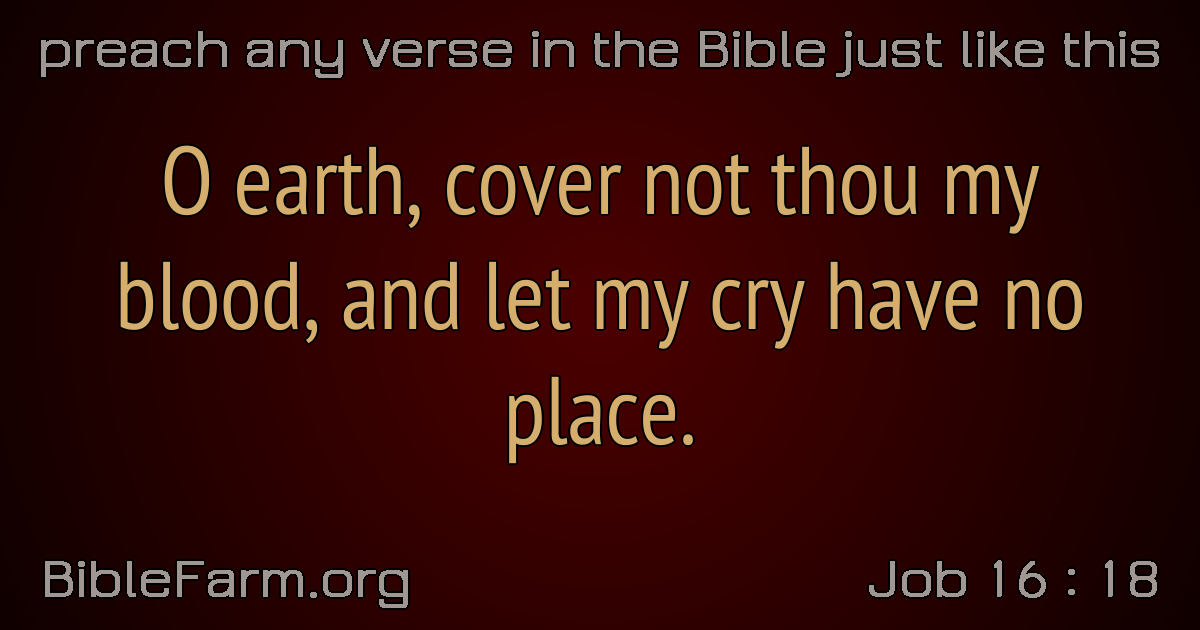 preach any verse in the Bible just like this
O earth, cover not thou my
blood, and let my cry have no
place.
BibleFarm.org
Job 16 : 18